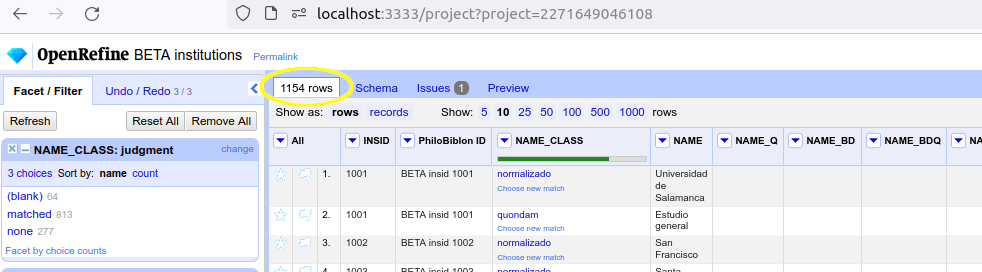 localhost:3333/project?project=2271649046108
OpenRefine BETA institutions Permalink
Facet / Filter Undo / Redo 3 / 3
1154 rows Schema Issues 1 Preview
Refresh Reset All Remove All
Show as: rows records Show: 5 10 25 50 100 500 1000 rows
NAME_CLASS: judgment change
3 choices Sort by: name count
(blank) 64
matched 813
none 277
Facet by choice counts
All INSID PhiloBiblon ID NAME_CLASS NAME NAME_Q NAME_BD NAME_BDQ NA
1. 1001 BETA insid 1001 normalizado Universidad
Choose new match de
Salamanca
2. 1001 BETA insid 1001 quondam Estudio
Choose new match general
3. 1002 BETA insid 1002 normalizado San
Choose new match Francisco
4. 1003 BETA insid 1003 normalizado Santa